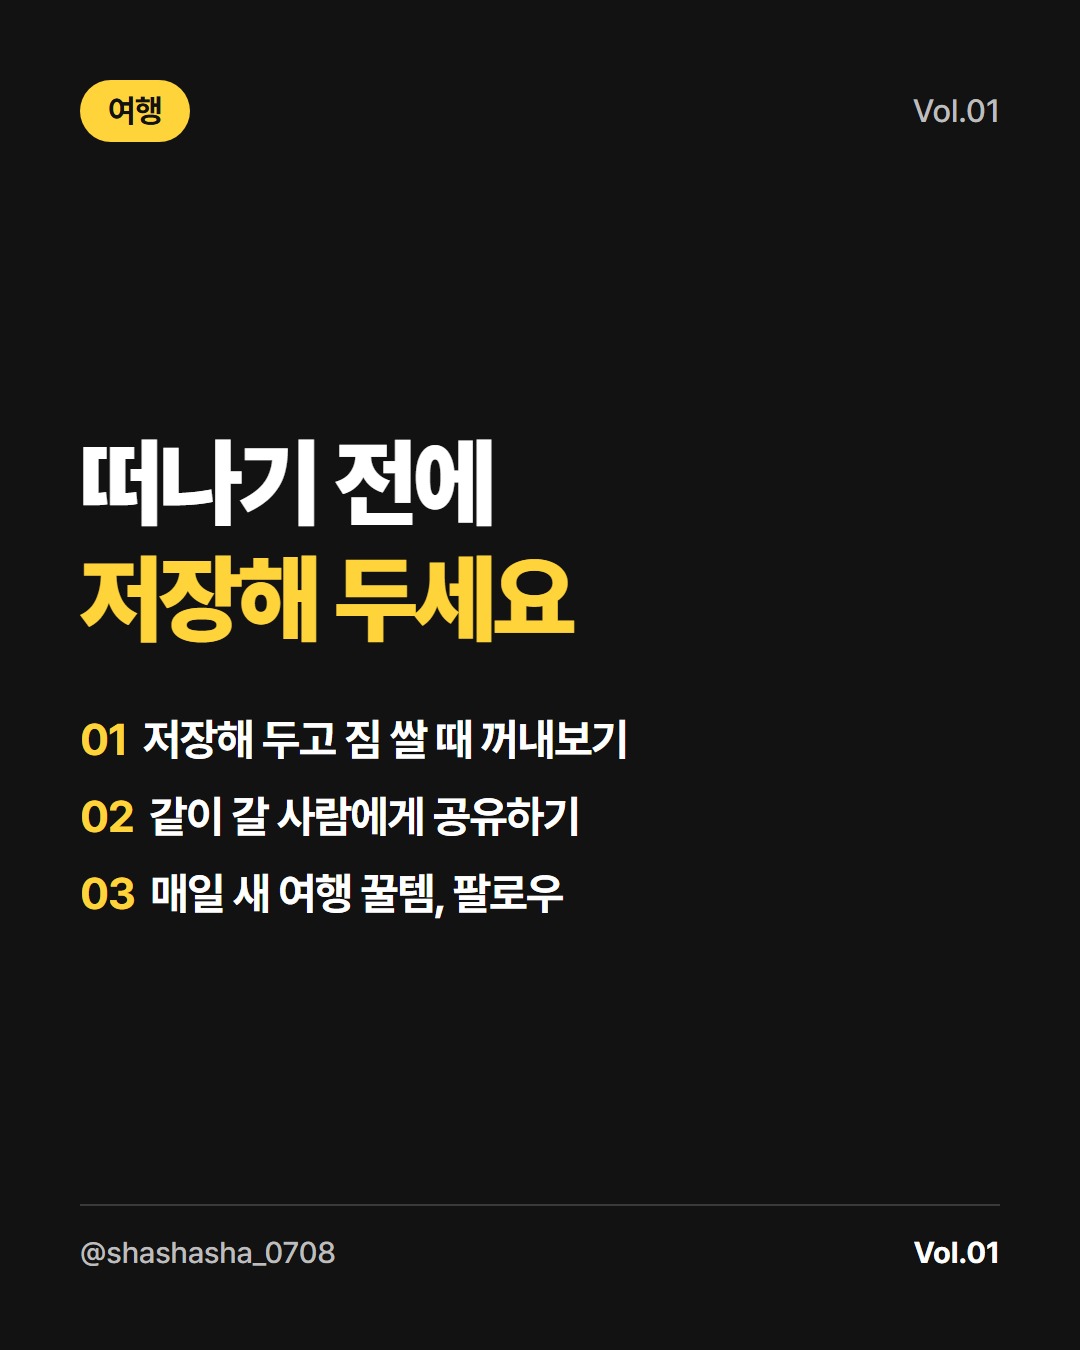 여행
Vol.01
떠나기 전에
저장해 두세요
01 저장해 두고 짐 쌀 때 꺼내보기
02 같이 갈 사람에게 공유하기
03 매일 새 여행 꿀템, 팔로우
@shashasha_0708
Vol.01